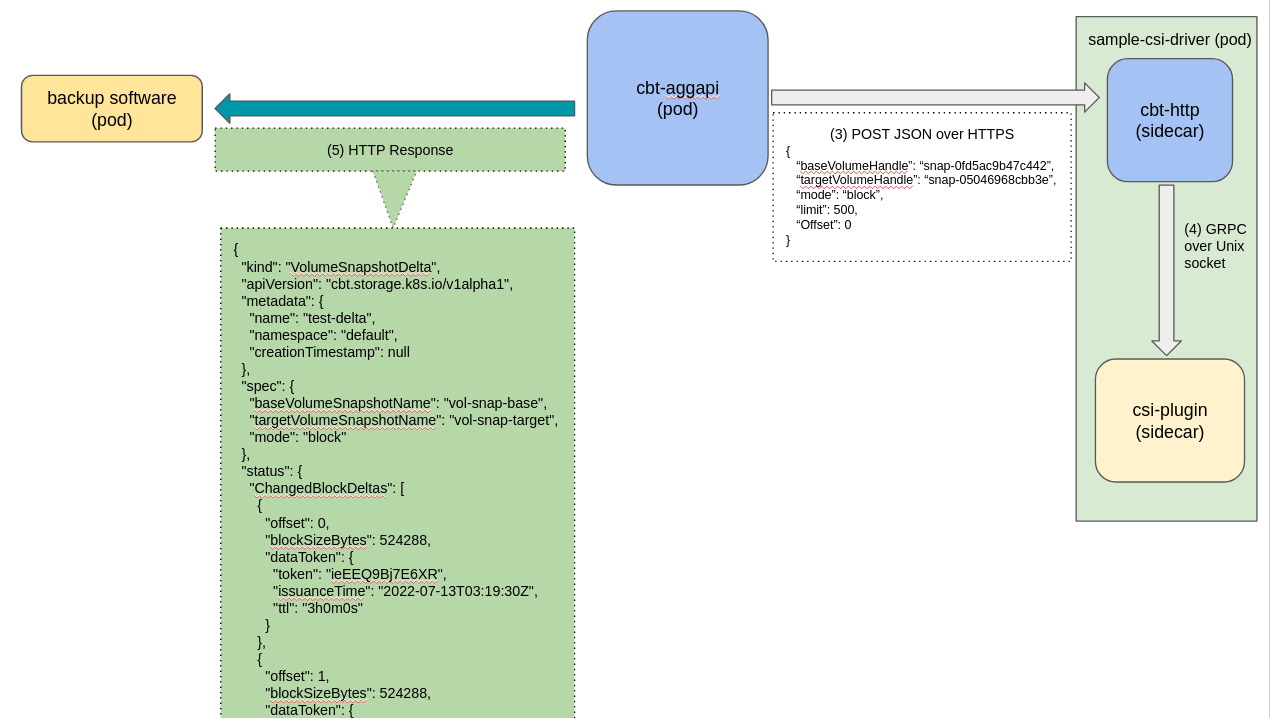 backup software
(pod)
(5) HTTP Response
{
"kind": "VolumeSnapshotDelta",
"apiVersion": "cbt.storage.k8s.io/v1alpha1",
"metadata": {
"name": "test-delta",
"namespace": "default",
"creationTimestamp": null
},
"spec": {
"baseVolumeSnapshotName": "vol-snap-base",
"targetVolumeSnapshotName": "vol-snap-target",
"mode": "block"
},
"status": {
"ChangedBlockDeltas": [
{
"offset": 0,
"blockSizeBytes": 524288,
"dataToken": {
"token": "ieEEQ9Bj7E6XR",
"issuanceTime": "2022-07-13T03:19:30Z",
"ttl": "3h0m0s"
}
},
{
"offset": 1,
"blockSizeBytes": 524288,
"dataToken": {
cbt-aggapi
(pod)
(3) POST JSON over HTTPS
{
“baseVolumeHandle”: “snap-0fd5ac9b47c442”,
“targetVolumeHandle”: “snap-05046968cbb3e”,
“mode”: “block”,
“limit”: 500,
“Offset”: 0
}
sample-csi-driver (pod)
cbt-http
(sidecar)
(4) GRPC
over Unix
socket
csi-plugin
(sidecar)